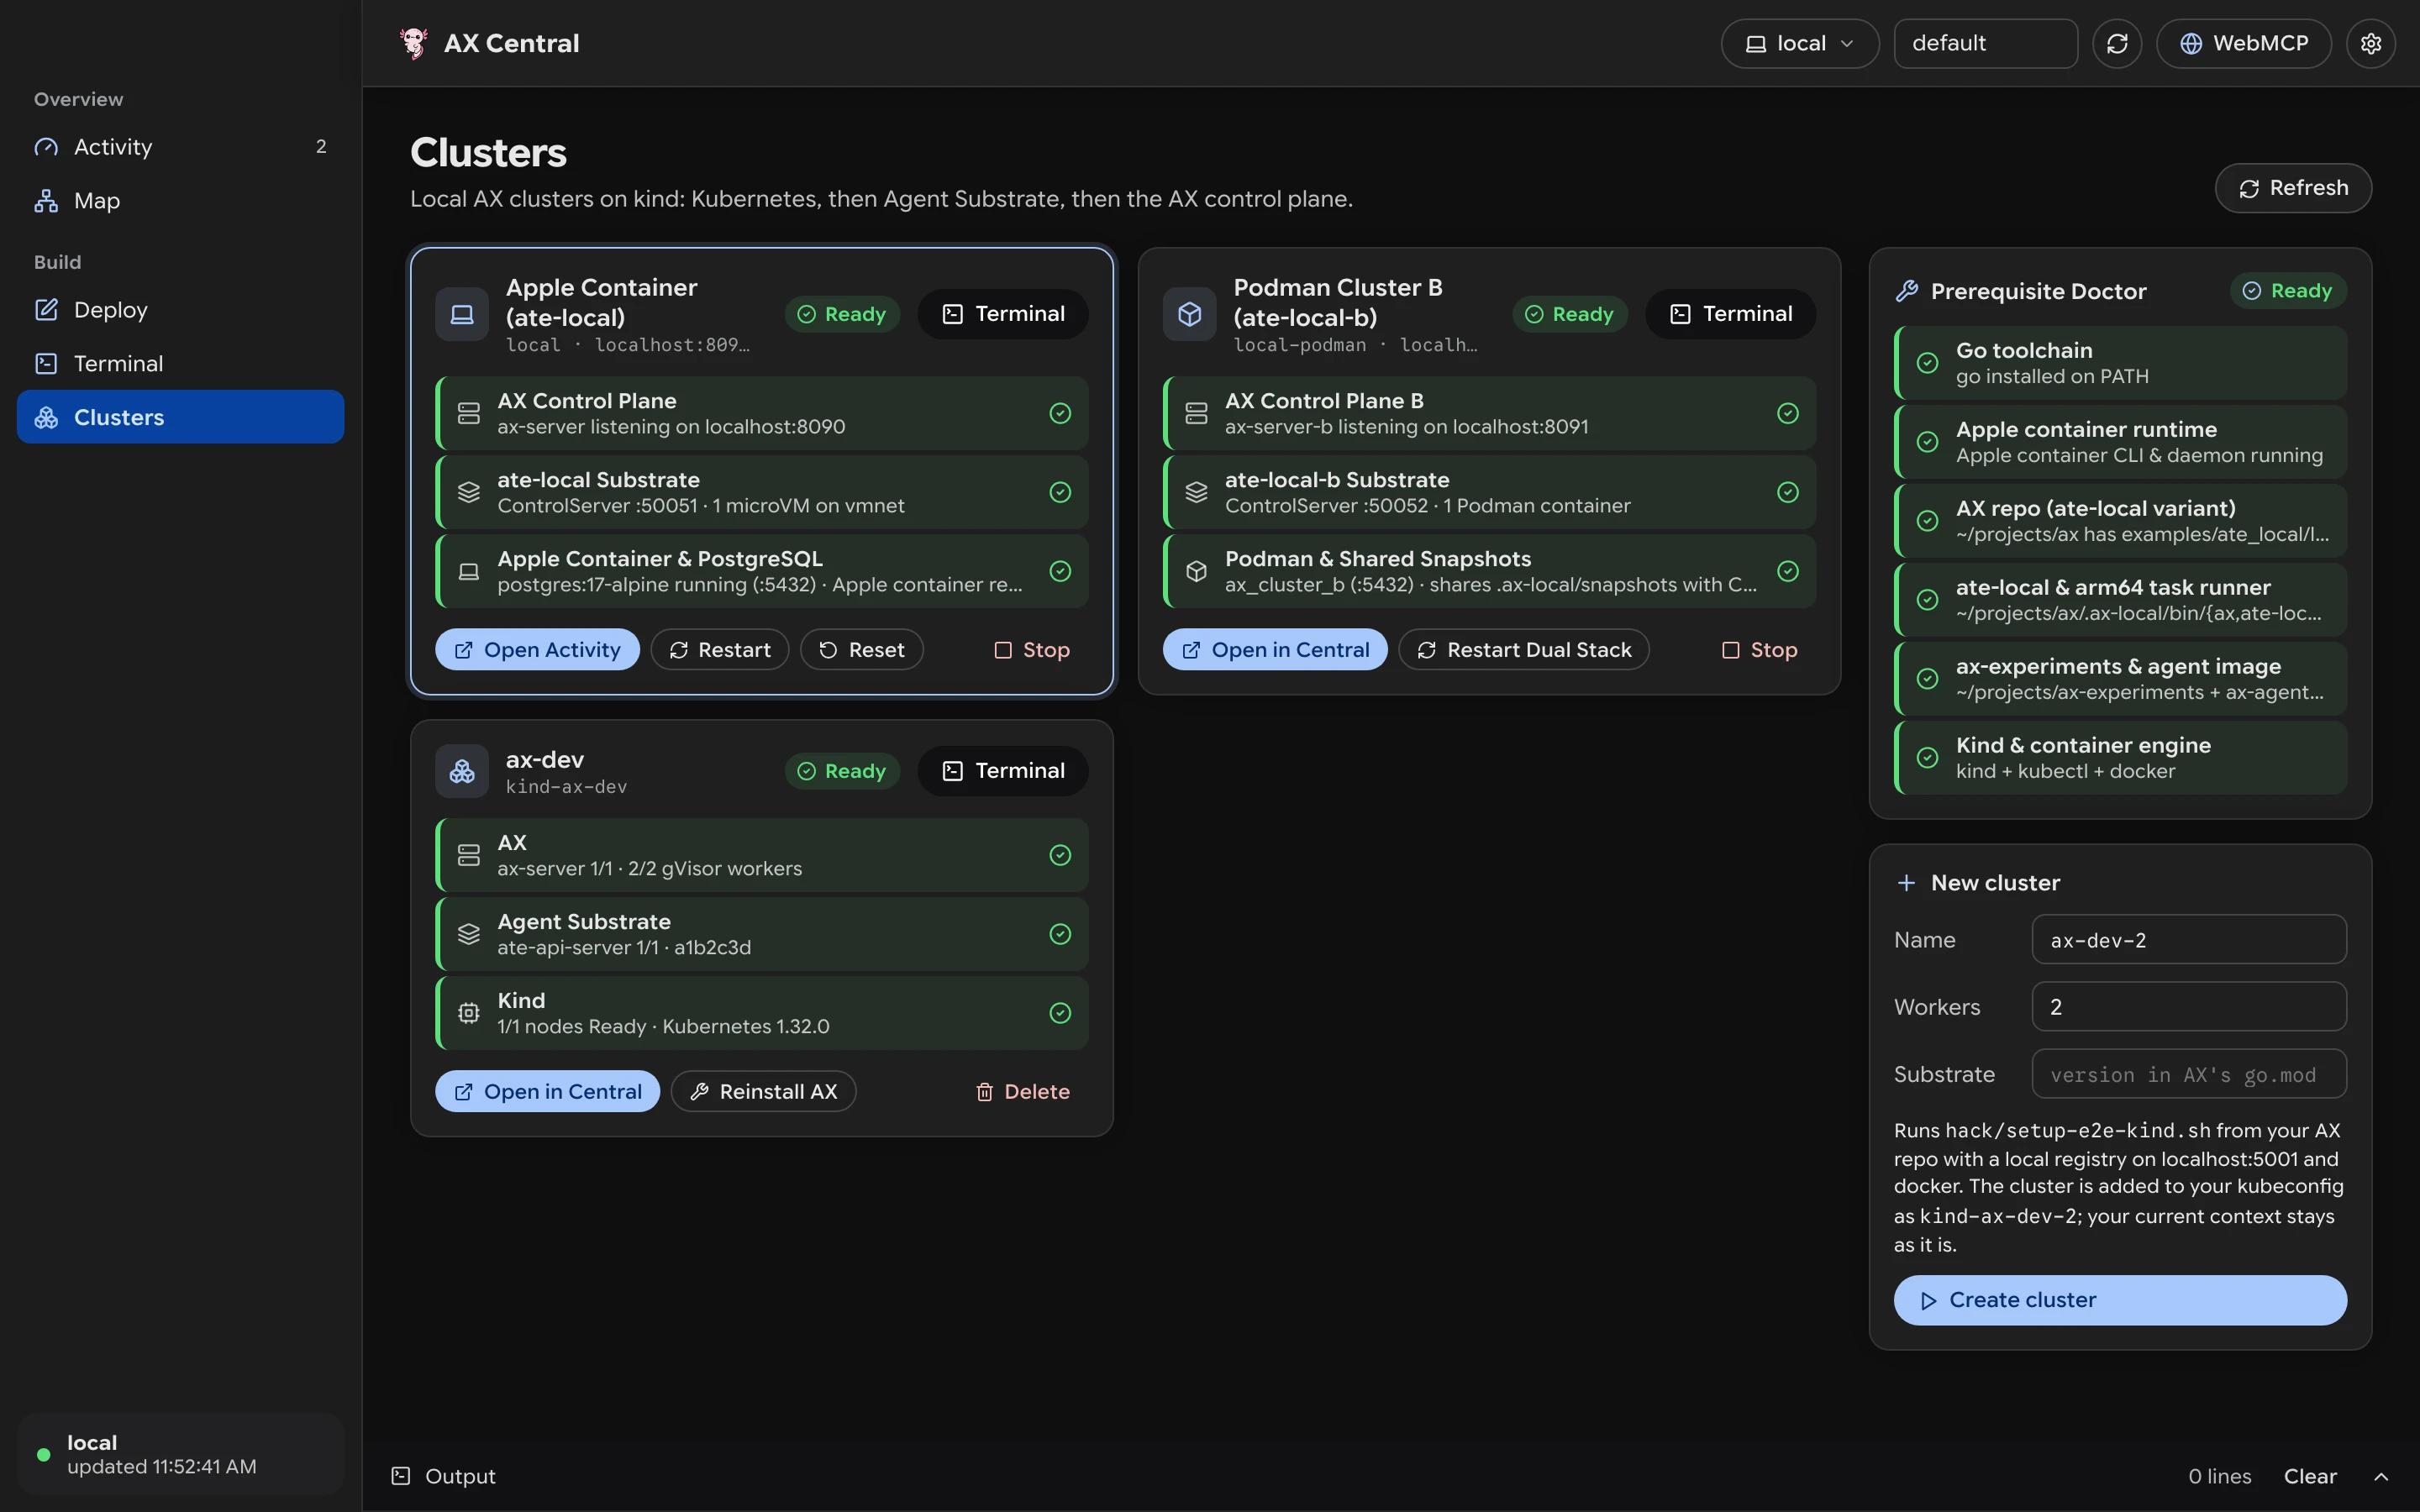 AX Central
local
default
WebMCP
Overview
Activity
2
Map
Build
Deploy
Terminal
Clusters
local
updated 11:52:41 AM
Clusters
Local AX clusters on kind: Kubernetes, then Agent Substrate, then the AX control plane.
Refresh
Apple Container
(ate-local)
local · localhost:809…
Ready
Terminal
AX Control Plane
ax-server listening on localhost:8090
ate-local Substrate
ControlServer :50051 · 1 microVM on vmnet
Apple Container & PostgreSQL
postgres:17-alpine running (:5432) · Apple container re…
Open Activity
Restart
Reset
Stop
Podman Cluster B
(ate-local-b)
local-podman · localh…
Ready
Terminal
AX Control Plane B
ax-server-b listening on localhost:8091
ate-local-b Substrate
ControlServer :50052 · 1 Podman container
Podman & Shared Snapshots
ax_cluster_b (:5432) · shares .ax-local/snapshots with C…
Open in Central
Restart Dual Stack
Stop
ax-dev
kind-ax-dev
Ready
Terminal
AX
ax-server 1/1 · 2/2 gVisor workers
Agent Substrate
ate-api-server 1/1 · a1b2c3d
Kind
1/1 nodes Ready · Kubernetes 1.32.0
Open in Central
Reinstall AX
Delete
Prerequisite Doctor
Ready
Go toolchain
go installed on PATH
Apple container runtime
Apple container CLI & daemon running
AX repo (ate-local variant)
~/projects/ax has examples/ate_local/l…
ate-local & arm64 task runner
~/projects/ax/.ax-local/bin/{ax,ate-loc…
ax-experiments & agent image
~/projects/ax-experiments + ax-agent…
Kind & container engine
kind + kubectl + docker
New cluster
Name
ax-dev-2
Workers
2
Substrate
version in AX's go.mod
Runs hack/setup-e2e-kind.sh from your AX
repo with a local registry on localhost:5001 and
docker. The cluster is added to your kubeconfig
as kind-ax-dev-2; your current context stays
as it is.
Create cluster
Output
0 lines
Clear